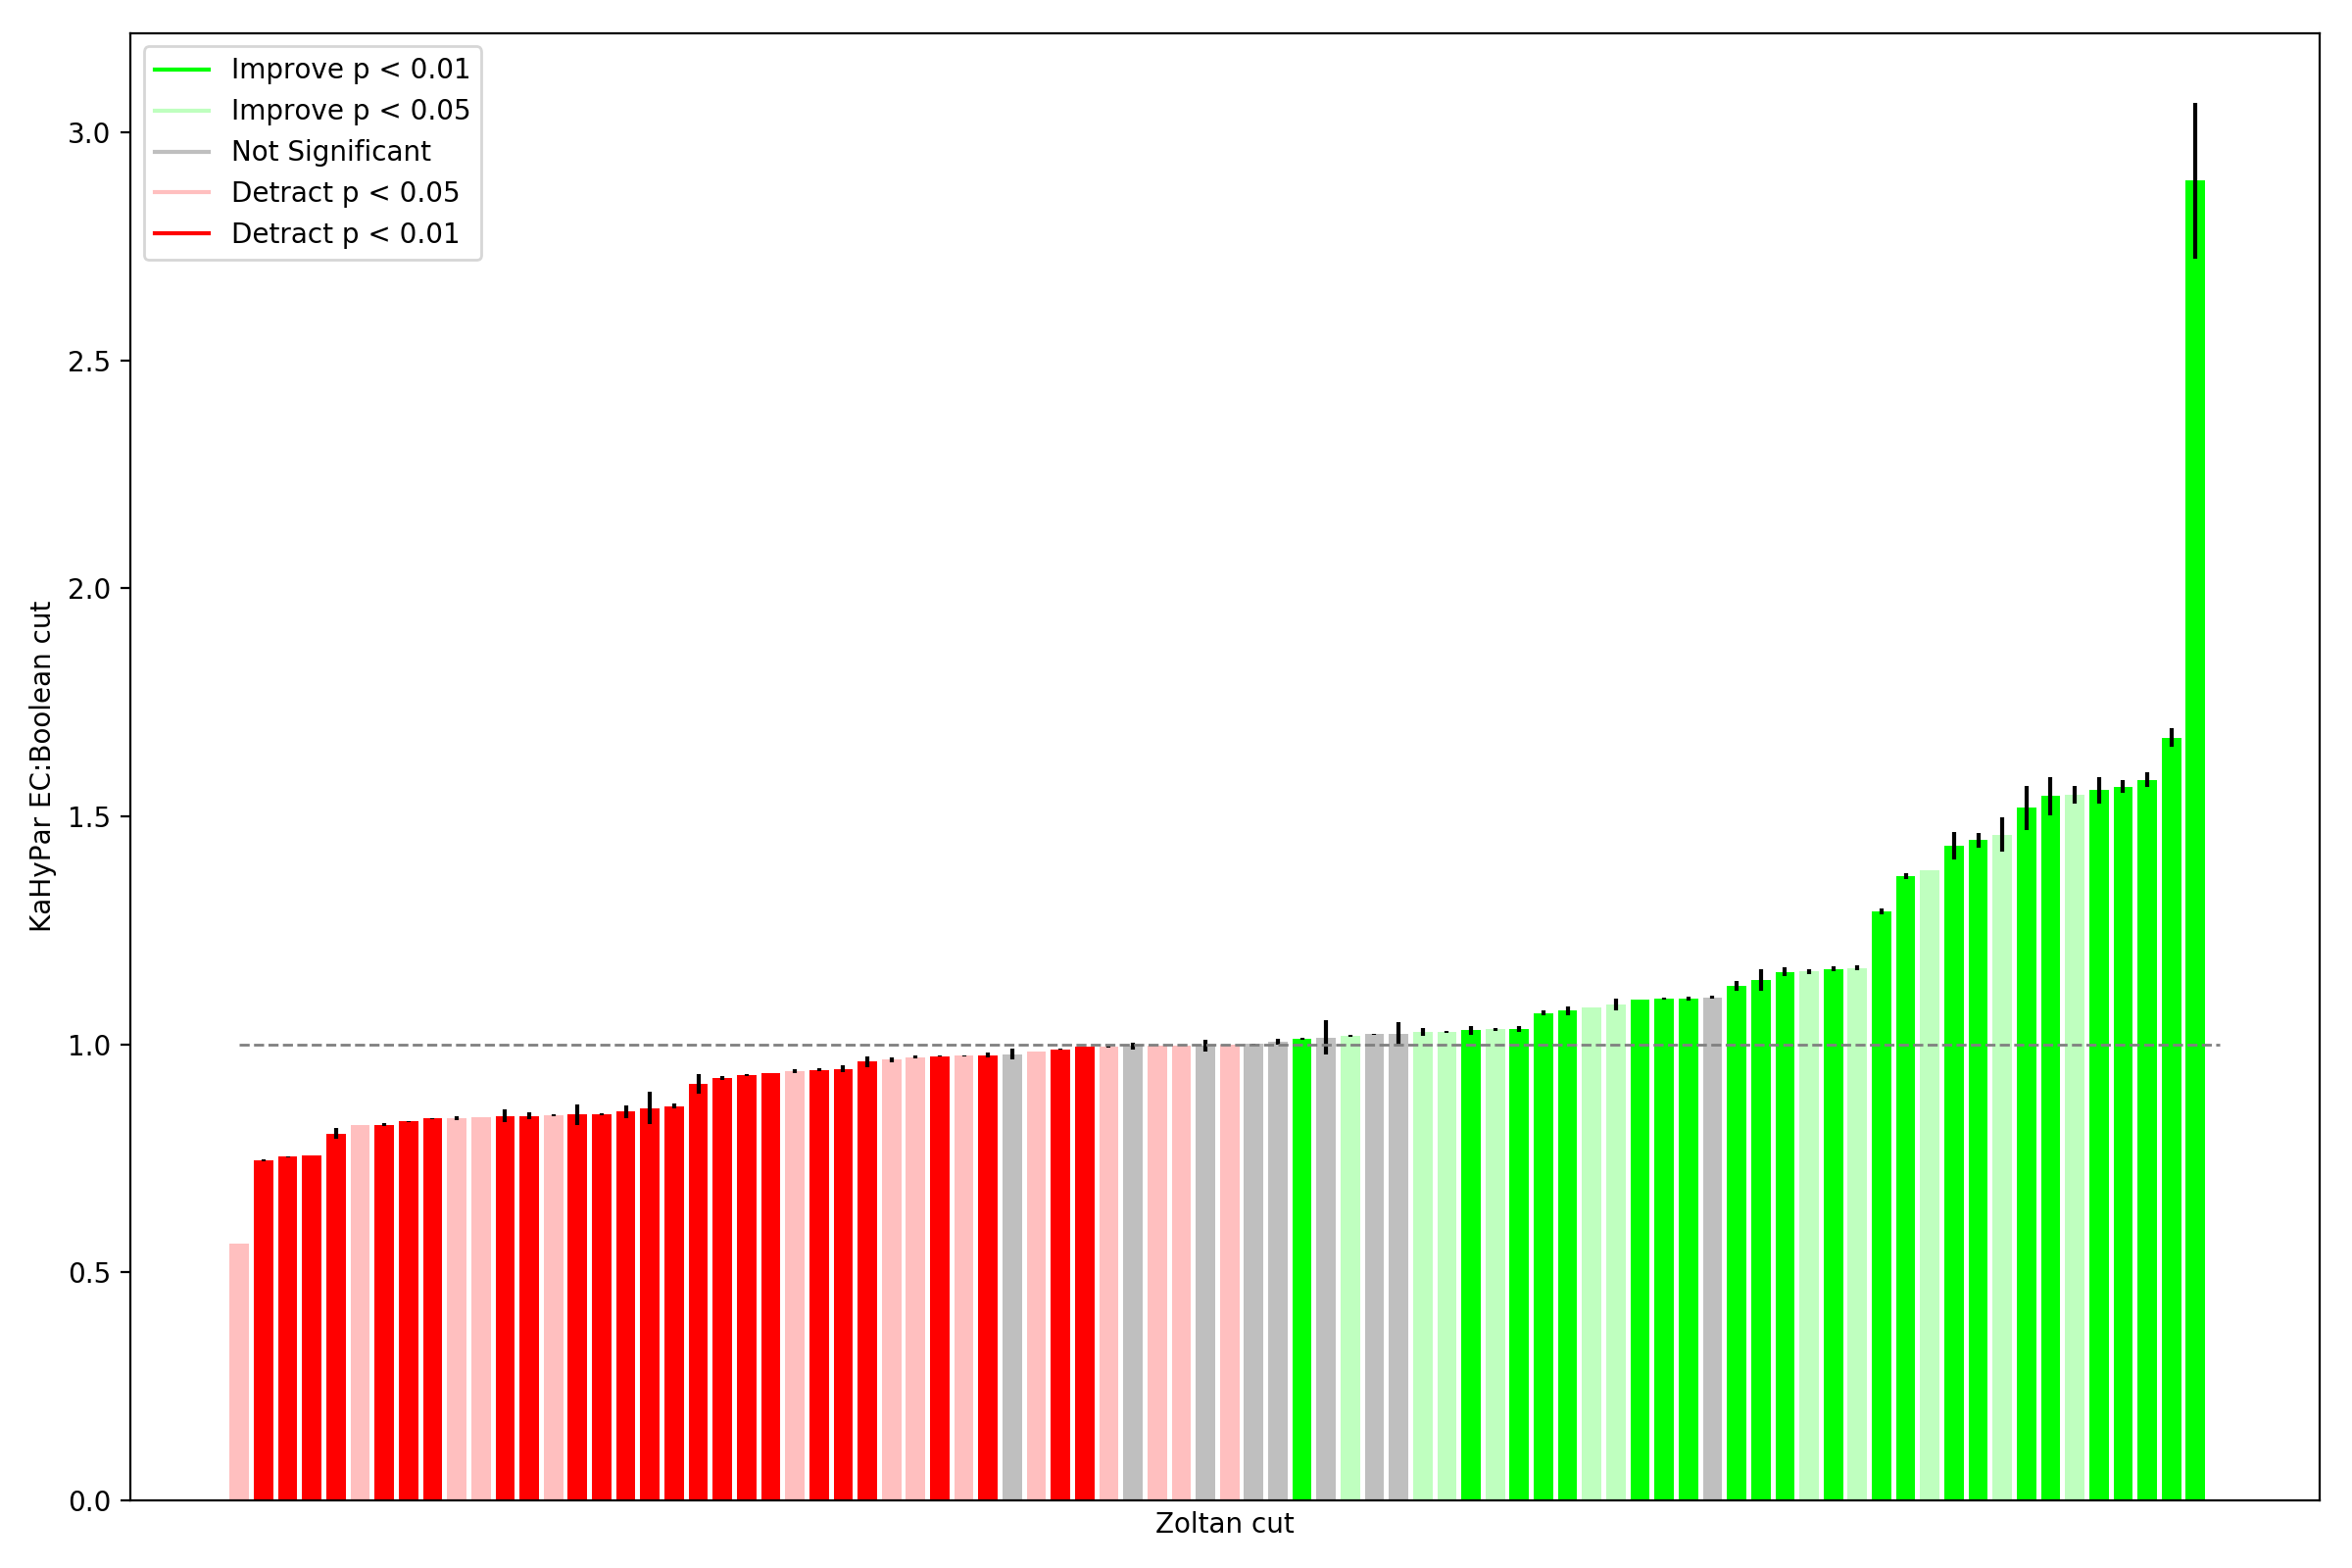 Improve p < 0.01
Improve p < 0.05
Not Significant
Detract p < 0.05
Detract p < 0.01
3.0
2.5
2.0
1.5
1.0
0.5
0.0
KaHyPar EC:Boolean cut
Zoltan cut